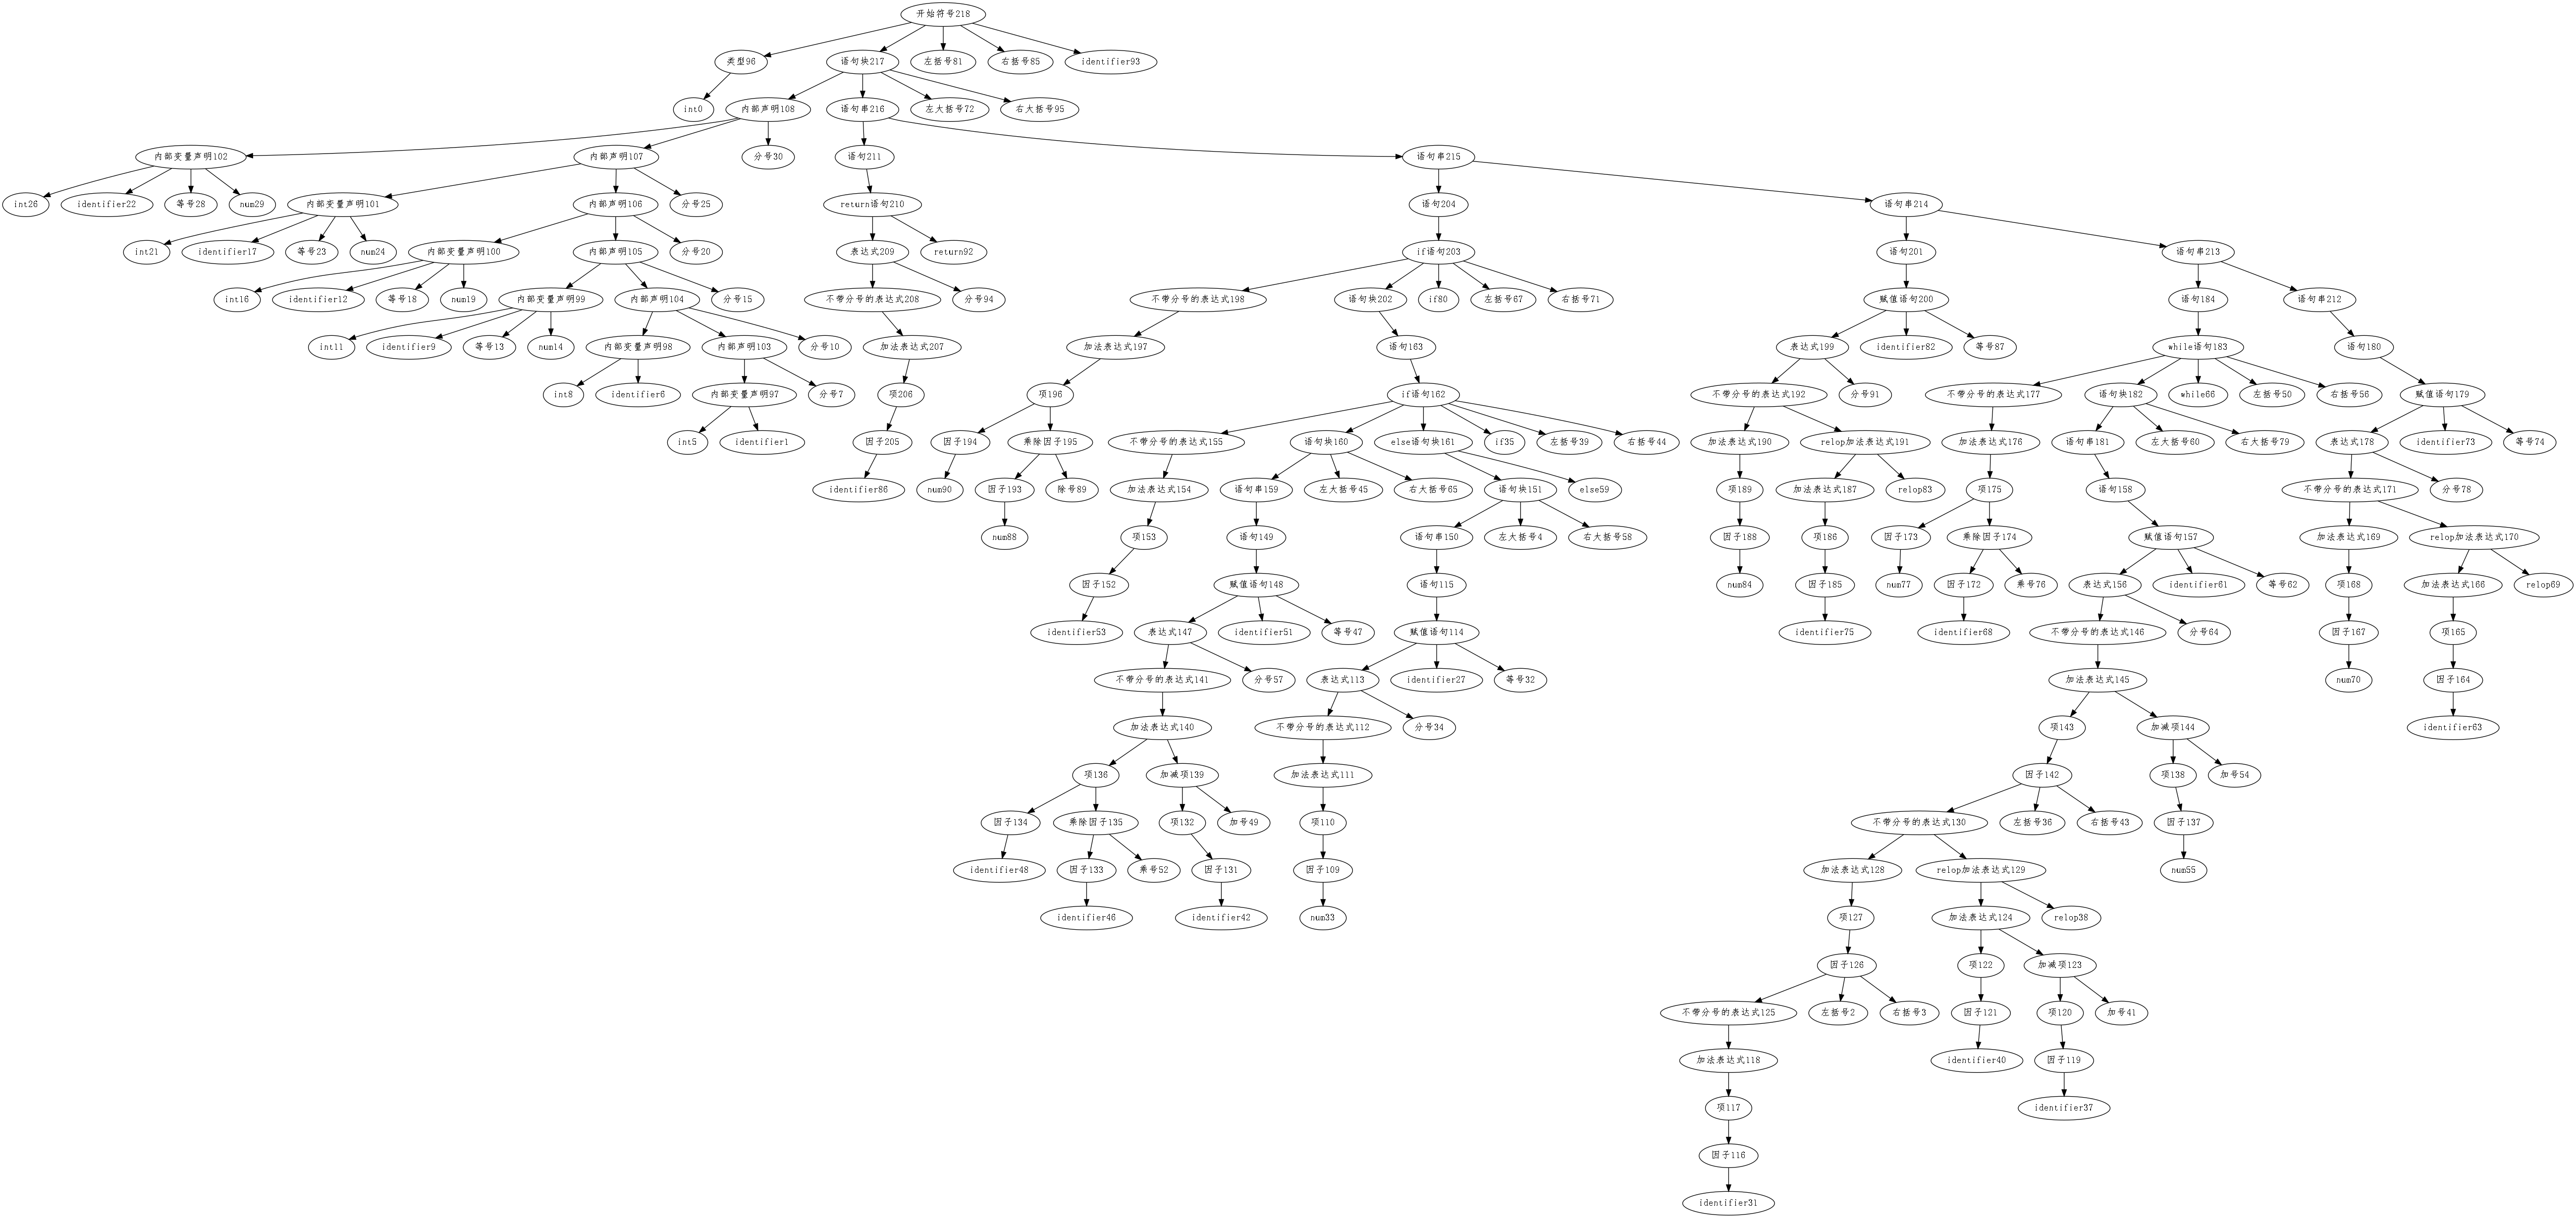 开始符号218
类型96
语句块217
左括号81
右括号85
identifier93
int0
内部声明108
语句串216
左大括号72
右大括号95
内部变量声明102
内部声明107
分号30
语句211
语句串215
int26
identifier22
等号28
num29
内部变量声明101
内部声明106
分号25
return语句210
语句204
语句串214
int21
identifier17
等号23
num24
内部变量声明100
内部声明105
分号20
表达式209
return92
if语句203
语句201
语句串213
int16
identifier12
等号18
num19
内部变量声明99
内部声明104
分号15
不带分号的表达式208
分号94
不带分号的表达式198
语句块202
if80
左括号67
右括号71
赋值语句200
语句184
语句串212
int11
identifier9
等号13
num14
内部变量声明98
内部声明103
分号10
加法表达式207
加法表达式197
语句163
表达式199
identifier82
等号87
while语句183
语句180
int8
identifier6
内部变量声明97
分号7
项206
项196
if语句162
不带分号的表达式192
分号91
不带分号的表达式177
语句块182
while66
左括号50
右括号56
赋值语句179
int5
identifier1
因子205
因子194
乘除因子195
不带分号的表达式155
语句块160
else语句块161
if35
左括号39
右括号44
加法表达式190
relop加法表达式191
加法表达式176
语句串181
左大括号60
右大括号79
表达式178
identifier73
等号74
identifier86
num90
因子193
除号89
加法表达式154
语句串159
左大括号45
右大括号65
语句块151
else59
项189
加法表达式187
relop83
项175
语句158
不带分号的表达式171
分号78
num88
项153
语句149
语句串150
左大括号4
右大括号58
因子188
项186
因子173
乘除因子174
赋值语句157
加法表达式169
relop加法表达式170
因子152
赋值语句148
语句115
num84
因子185
num77
因子172
乘号76
表达式156
identifier61
等号62
项168
加法表达式166
relop69
identifier53
表达式147
identifier51
等号47
赋值语句114
identifier75
identifier68
不带分号的表达式146
分号64
因子167
项165
不带分号的表达式141
分号57
表达式113
identifier27
等号32
加法表达式145
num70
因子164
加法表达式140
不带分号的表达式112
分号34
项143
加减项144
identifier63
项136
加减项139
加法表达式111
因子142
项138
加号54
因子134
乘除因子135
项132
加号49
项110
不带分号的表达式130
左括号36
右括号43
因子137
identifier48
因子133
乘号52
因子131
因子109
加法表达式128
relop加法表达式129
num55
identifier46
identifier42
num33
项127
加法表达式124
relop38
因子126
项122
加减项123
不带分号的表达式125
左括号2
右括号3
因子121
项120
加号41
加法表达式118
identifier40
因子119
项117
identifier37
因子116
identifier31